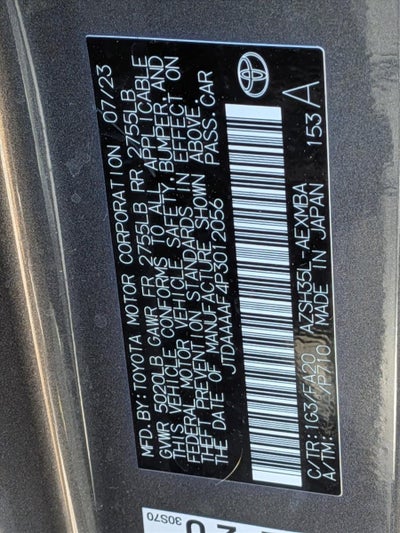 MFD. BY: TOYOTA MOTOR CORPORATION 07/23
GVWR 5020LB GAWR FR 2755LB RR 2755LB
THIS VEHICLE CONFORMS TO ALL APPLICABLE
FEDERAL MOTOR VEHICLE SAFETY, BUMPER, AND
THEFT PREVENTION STANDARDS IN EFFECT ON
THE DATE OF MANUFACTURE SHOWN ABOVE.
JTDAAAAF4P3012056 PASS. CAR
C/TR: 1G3/FA20 AZSH35L-AEXMBA
A/TM: -/P710 MADE IN JAPAN 153 A
30S70